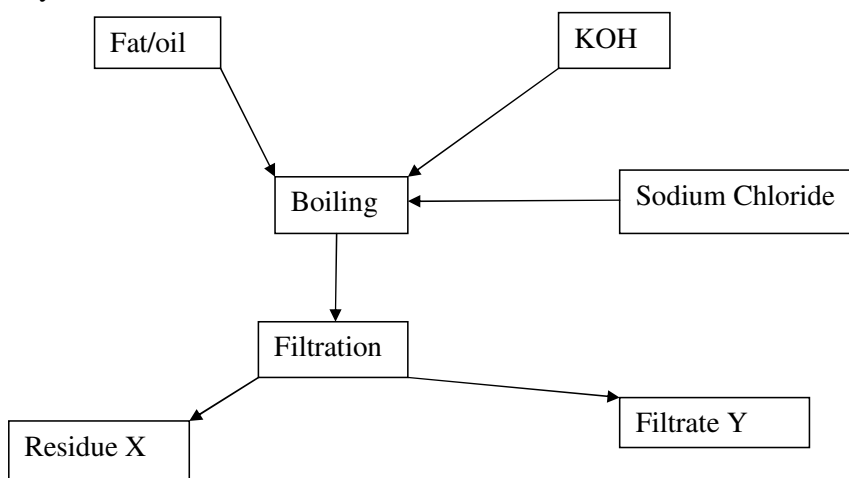 Fat/oil
KOH
Boiling
Sodium Chloride
Filtration
Residue X
Filtrate Y